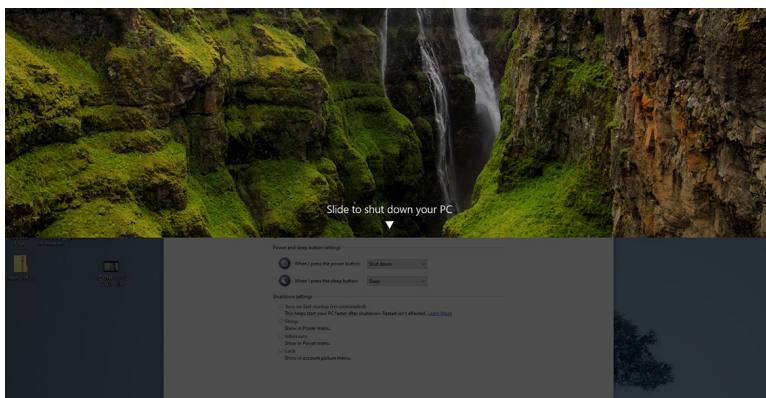 Slide to shut down your PC
Power and sleep button settings
When I press the power button: Shut down
When I press the sleep button: Sleep
Shutdown settings
Turn on fast startup (recommended)
This helps start your PC faster after shutdown. Restart isn't affected. Learn More
Sleep
Show in Power menu.
Hibernate
Show in Power menu.
Lock
Show in account picture menu.